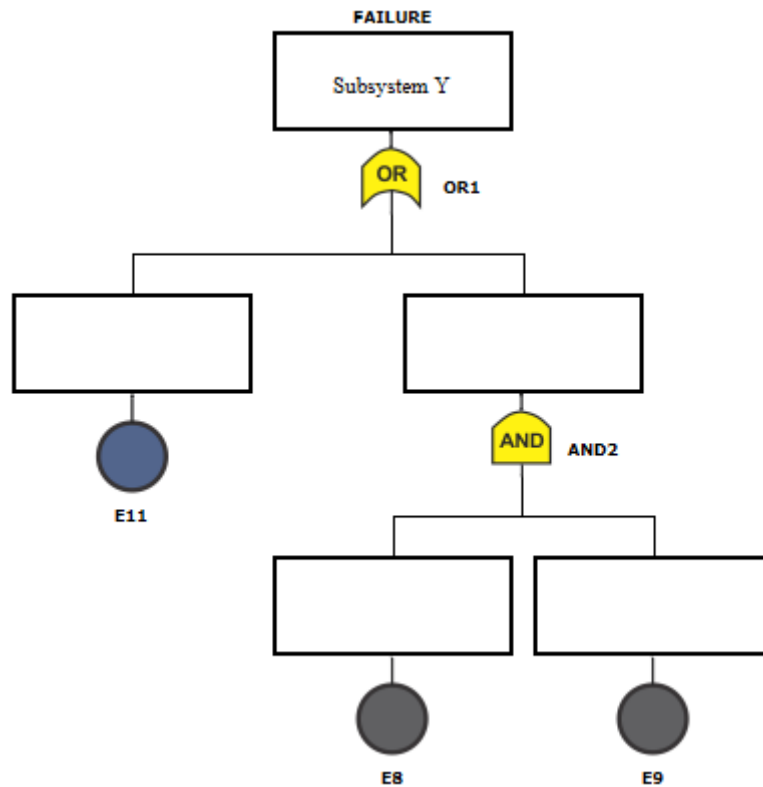 FAILURE
Subsystem Y
OR
OR1
AND
AND2
E11
E8
E9